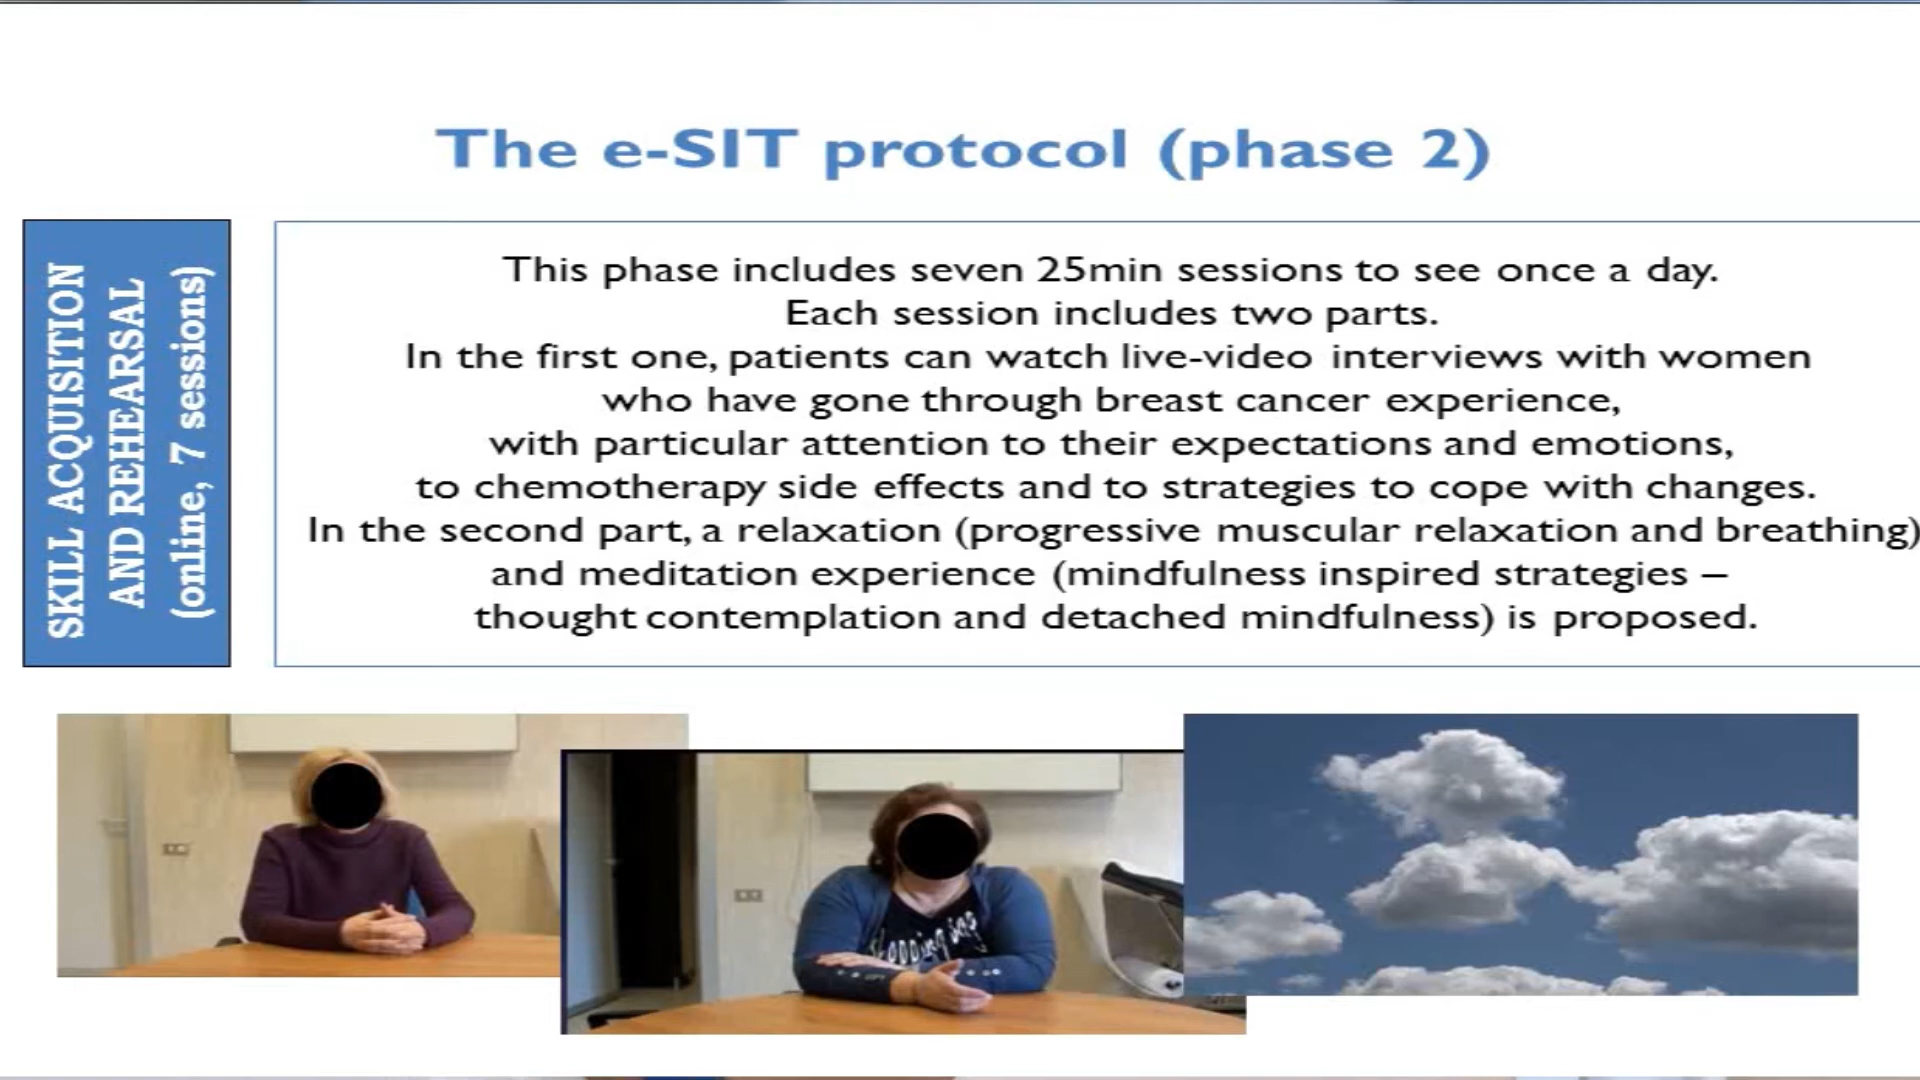 The e-SIT protocol (phase 2)
SKILL ACQUISITION
AND REHEARSAL
(online, 7 sessions)
This phase includes seven 25min sessions to see once a day.
Each session includes two parts.
In the first one, patients can watch live-video interviews with women
who have gone through breast cancer experience,
with particular attention to their expectations and emotions,
to chemotherapy side effects and to strategies to cope with changes.
In the second part, a relaxation (progressive muscular relaxation and breathing)
and meditation experience (mindfulness inspired strategies –
thought contemplation and detached mindfulness) is proposed.